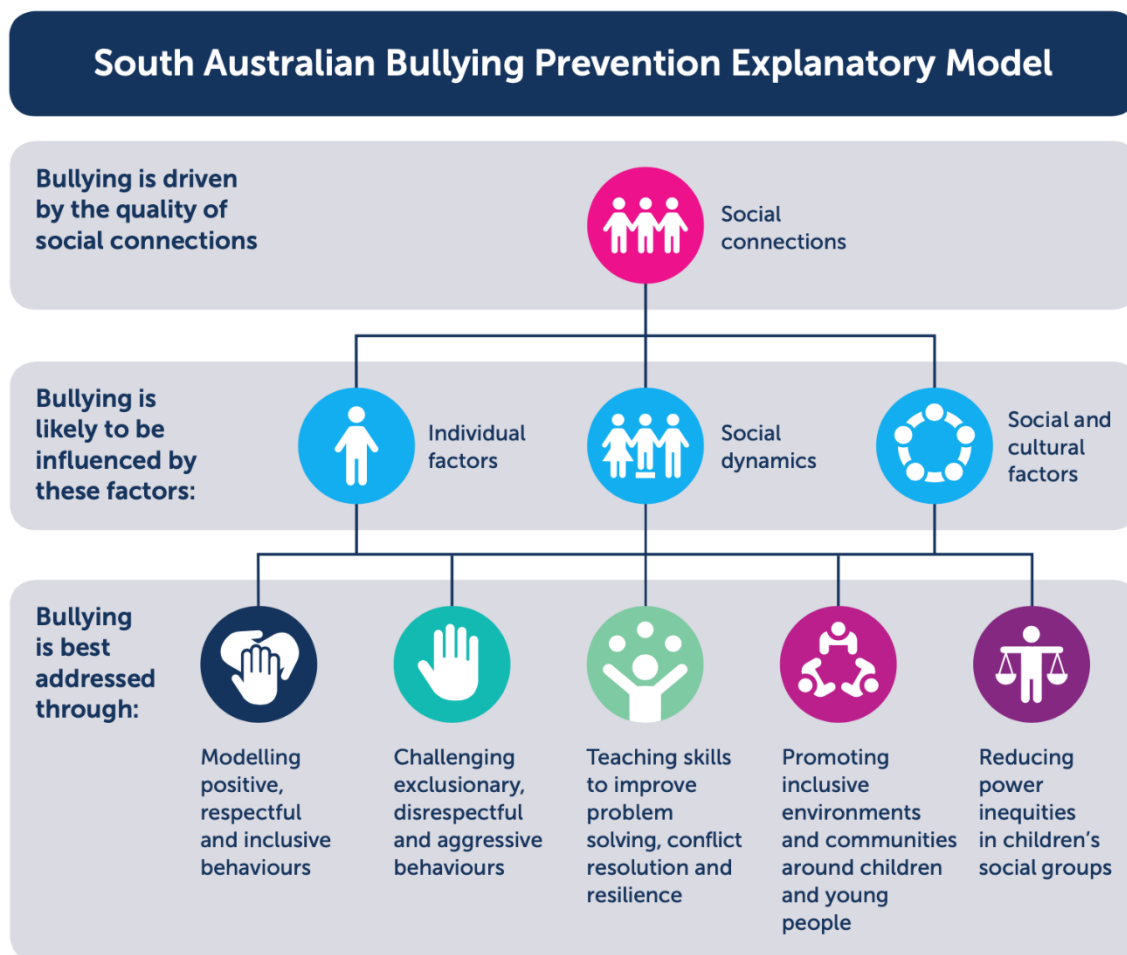 South Australian Bullying Prevention Explanatory Model
Bullying is driven
by the quality of
social connections
Social
connections
Bullying is
likely to be
influenced by
these factors:
Individual
factors
Social
dynamics
Social and
cultural
factors
Bullying
is best
addressed
through:
Modelling
positive,
respectful
and inclusive
behaviours
Challenging
exclusionary,
disrespectful
and aggressive
behaviours
Teaching skills
to improve
problem
solving, conflict
resolution and
resilience
Promoting
inclusive
environments
and communities
around children
and young
people
Reducing
power
inequities
in children's
social groups